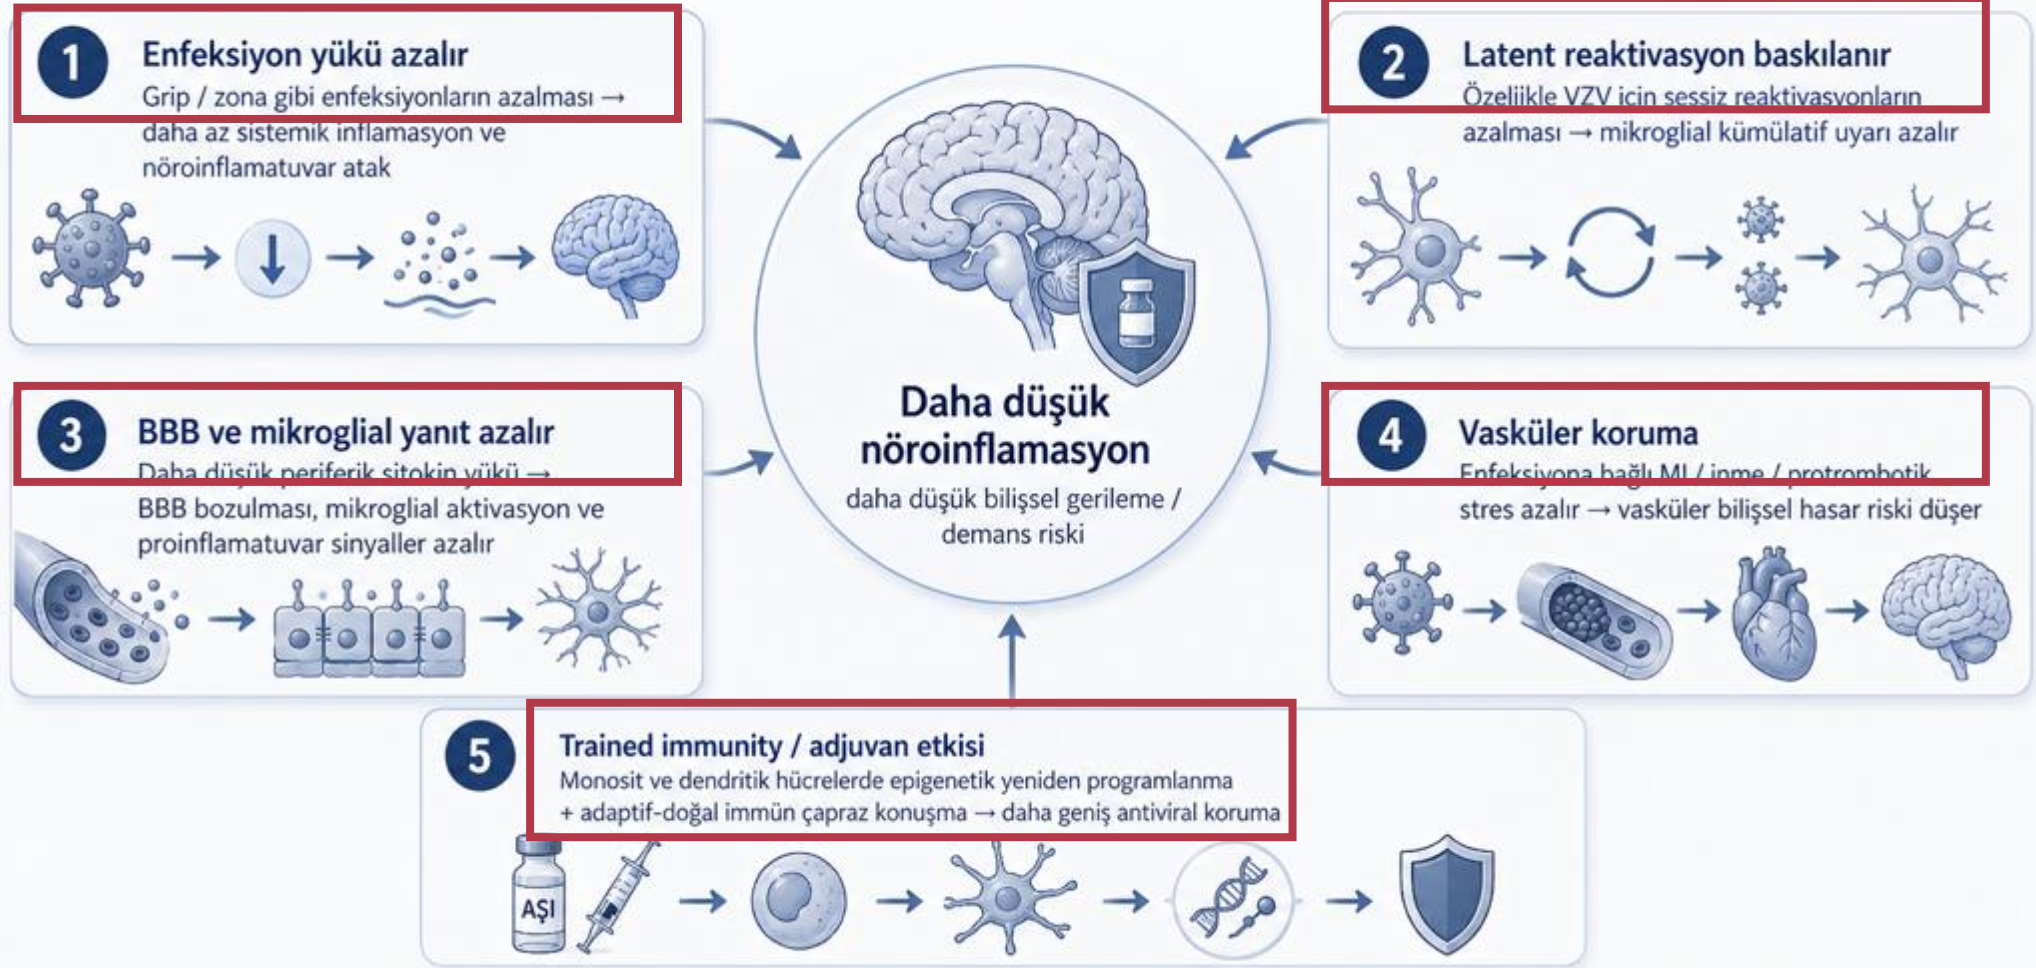 1
Enfeksiyon yükü azalır
Grip / zona gibi enfeksiyonların azalması →
daha az sistemik inflamasyon ve
nöroinflamatuvar atak
2
Latent reaktivasyon baskılanır
Özellikle VZV için sessiz reaktivasyonların
azalması → mikroglial kümülatif uyarı azalır
Daha düşük
nöroinflamasyon
daha düşük bilişsel gerileme /
demans riski
3
BBB ve mikroglial yanıt azalır
Daha düşük periferik sitokin yükü →
BBB bozulması, mikroglial aktivasyon ve
proinflamatuvar sinyaller azalır
4
Vasküler koruma
Enfeksiyona bağlı MI / inme / protrombotik
stres azalır → vasküler bilişsel hasar riski düşer
5
Trained immunity / adjuvan etkisi
Monosit ve dendritik hücrelerde epigenetik yeniden programlanma
+ adaptif-doğal immün çapraz konuşma → daha geniş antiviral koruma
AŞI